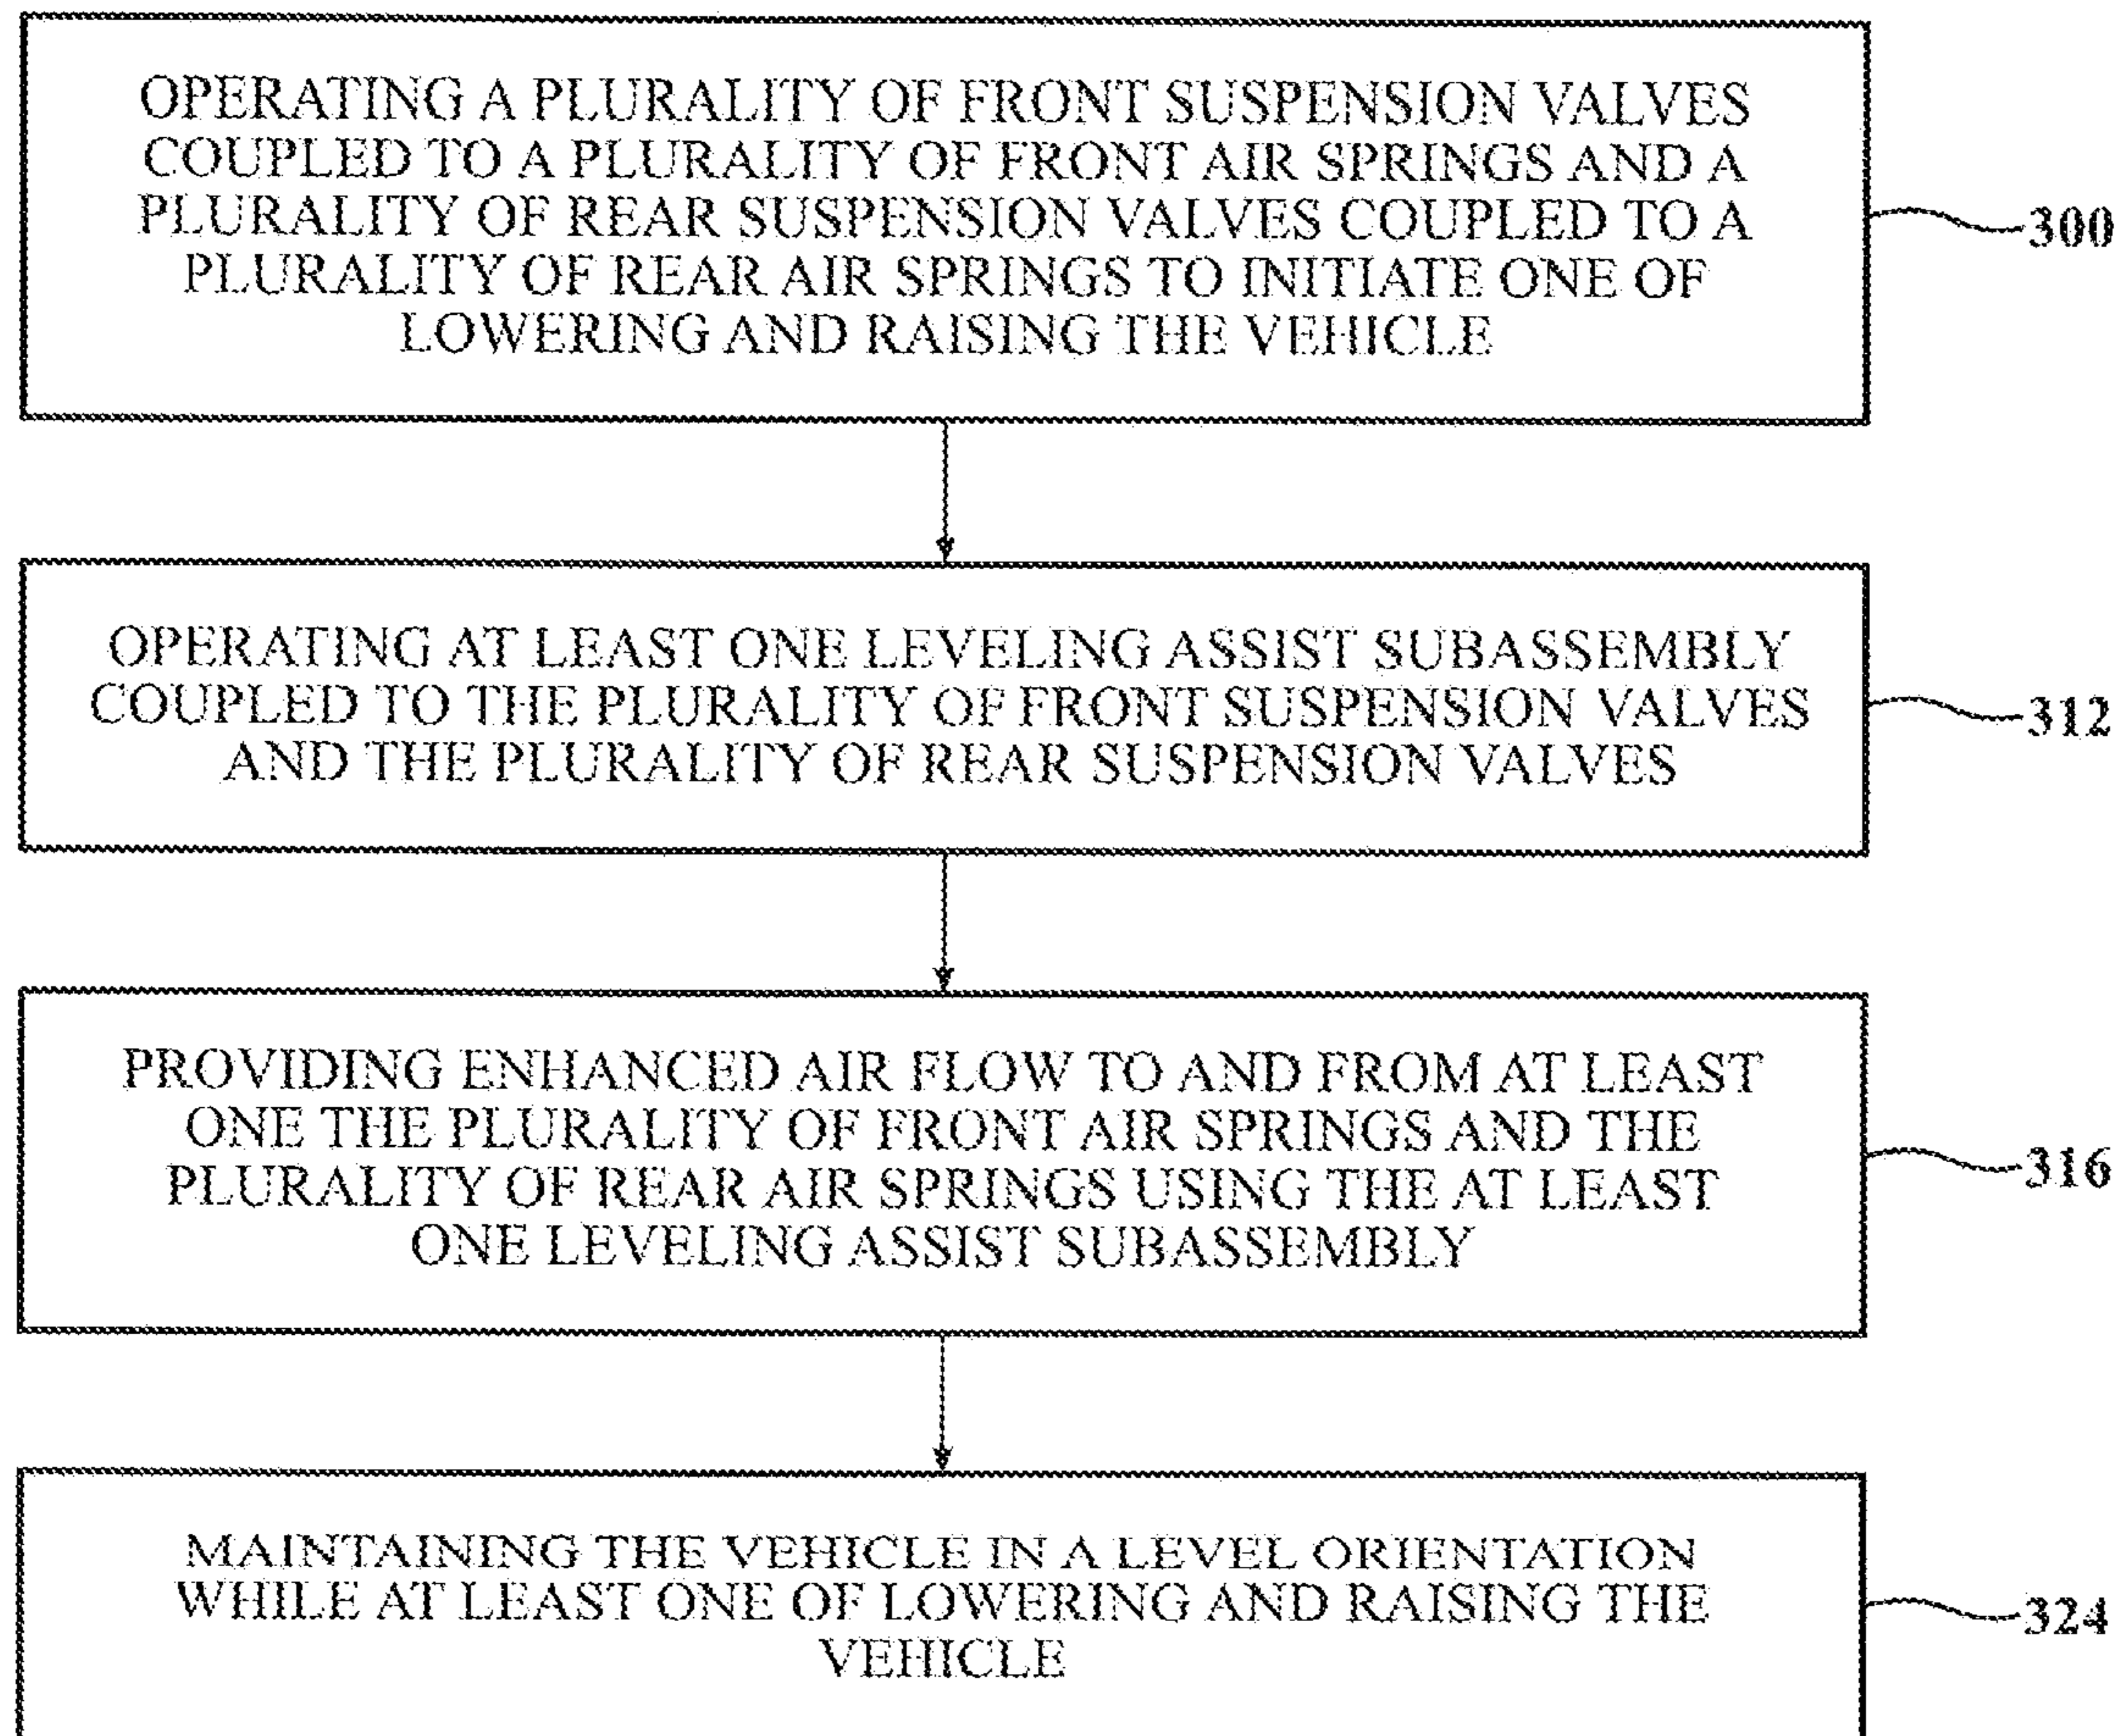 OPERATING A PLURALITY OF FRONT SUSPENSION VALVES
COUPLED TO A PLURALITY OF FRONT AIR SPRINGS AND A
PLURALITY OF REAR SUSPENSION VALVES COUPLED TO A
PLURALITY OF REAR AIR SPRINGS TO INITIATE ONE OF
LOWERING AND RAISING THE VEHICLE
300
OPERATING AT LEAST ONE LEVELING ASSIST SUBASSEMBLY
COUPLED TO THE PLURALITY OF FRONT SUSPENSION VALVES
AND THE PLURALITY OF REAR SUSPENSION VALVES
312
PROVIDING ENHANCED AIR FLOW TO AND FROM AT LEAST
ONE THE PLURALITY OF FRONT AIR SPRINGS AND THE
PLURALITY OF REAR AIR SPRINGS USING THE AT LEAST
ONE LEVELING ASSIST SUBASSEMBLY
316
MAINTAINING THE VEHICLE IN A LEVEL ORIENTATION
WHILE AT LEAST ONE OF LOWERING AND RAISING THE
VEHICLE
324